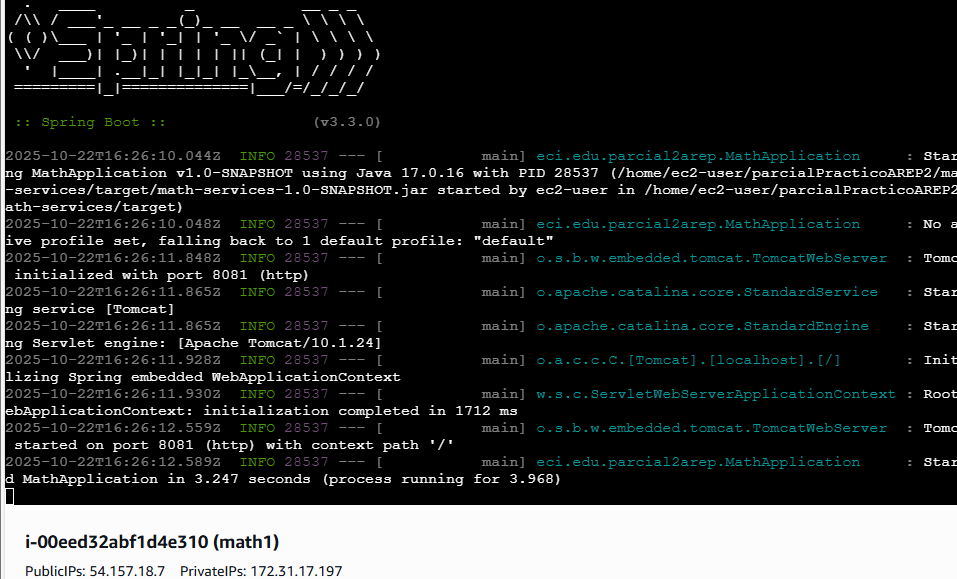 .   ____          _            __ _ _
 /\\ / ___'_ __ _ _(_)_ __  __ _ \ \ \ \
( ( )\___ | '_ | '_| | '_ \/ _` | \ \ \ \
 \\/  ___)| |_)| | | | | || (_| |  ) ) ) )
  '  |____| .__|_| |_|_| |_\__, | / / / /
 =========|_|==============|___/=/_/_/_/
 :: Spring Boot ::                (v3.3.0)
2025-10-22T16:26:10.044Z  INFO 28537 --- [           main] eci.edu.parcial2arep.MathApplication     : Star
ng MathApplication v1.0-SNAPSHOT using Java 17.0.16 with PID 28537 (/home/ec2-user/parcialPracticoAREP2/ma
-services/target/math-services-1.0-SNAPSHOT.jar started by ec2-user in /home/ec2-user/parcialPracticoAREP2
ath-services/target)
2025-10-22T16:26:10.048Z  INFO 28537 --- [           main] eci.edu.parcial2arep.MathApplication     : No a
ive profile set, falling back to 1 default profile: "default"
2025-10-22T16:26:11.848Z  INFO 28537 --- [           main] o.s.b.w.embedded.tomcat.TomcatWebServer  : Tomc
 initialized with port 8081 (http)
2025-10-22T16:26:11.865Z  INFO 28537 --- [           main] o.apache.catalina.core.StandardService   : Star
ng service [Tomcat]
2025-10-22T16:26:11.865Z  INFO 28537 --- [           main] o.apache.catalina.core.StandardEngine    : Star
ng Servlet engine: [Apache Tomcat/10.1.24]
2025-10-22T16:26:11.928Z  INFO 28537 --- [           main] o.a.c.c.C.[Tomcat].[localhost].[/]       : Init
lizing Spring embedded WebApplicationContext
2025-10-22T16:26:11.930Z  INFO 28537 --- [           main] w.s.c.ServletWebServerApplicationContext : Root
ebApplicationContext: initialization completed in 1712 ms
2025-10-22T16:26:12.559Z  INFO 28537 --- [           main] o.s.b.w.embedded.tomcat.TomcatWebServer  : Tomc
 started on port 8081 (http) with context path '/'
2025-10-22T16:26:12.589Z  INFO 28537 --- [           main] eci.edu.parcial2arep.MathApplication     : Star
d MathApplication in 3.247 seconds (process running for 3.968)
i-00eed32abf1d4e310 (math1)
PublicIPs: 54.157.18.7    PrivateIPs: 172.31.17.197